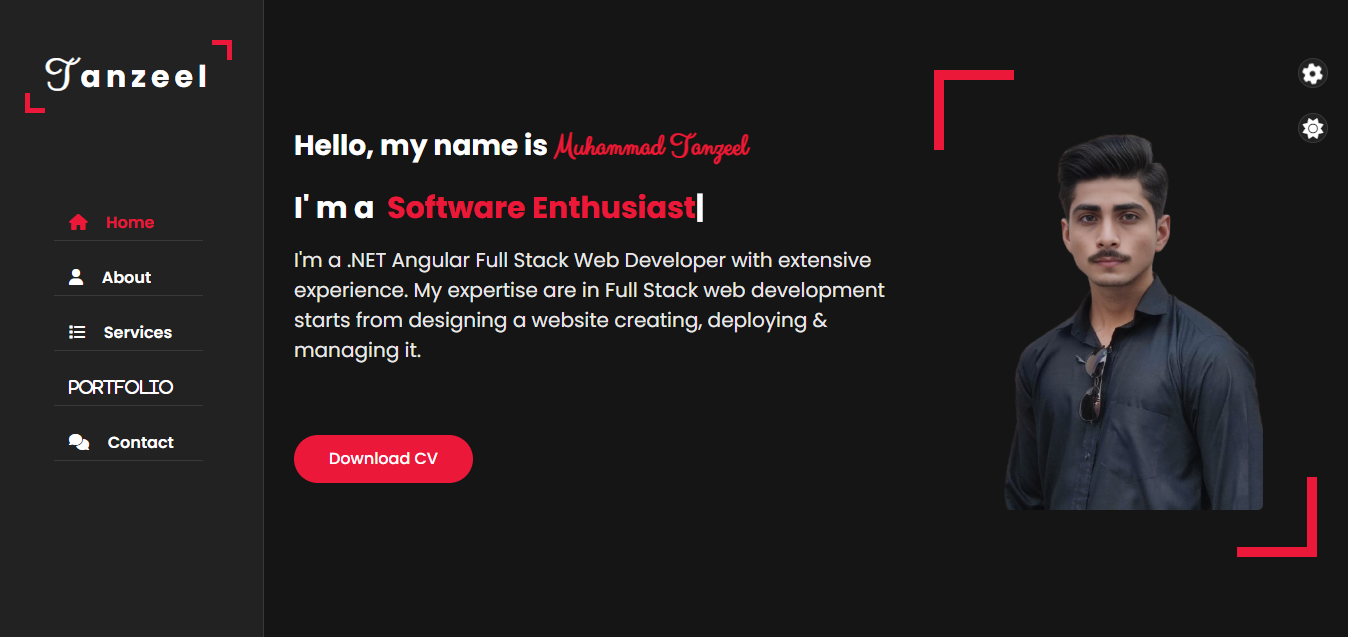 Tanzeel
Home
About
Services
PORTFOLIO
Contact
Hello, my name is Muhammad Tanzeel
I' m a Software Enthusiast
I'm a .NET Angular Full Stack Web Developer with extensive
experience. My expertise are in Full Stack web development
starts from designing a website creating, deploying &
managing it.
Download CV